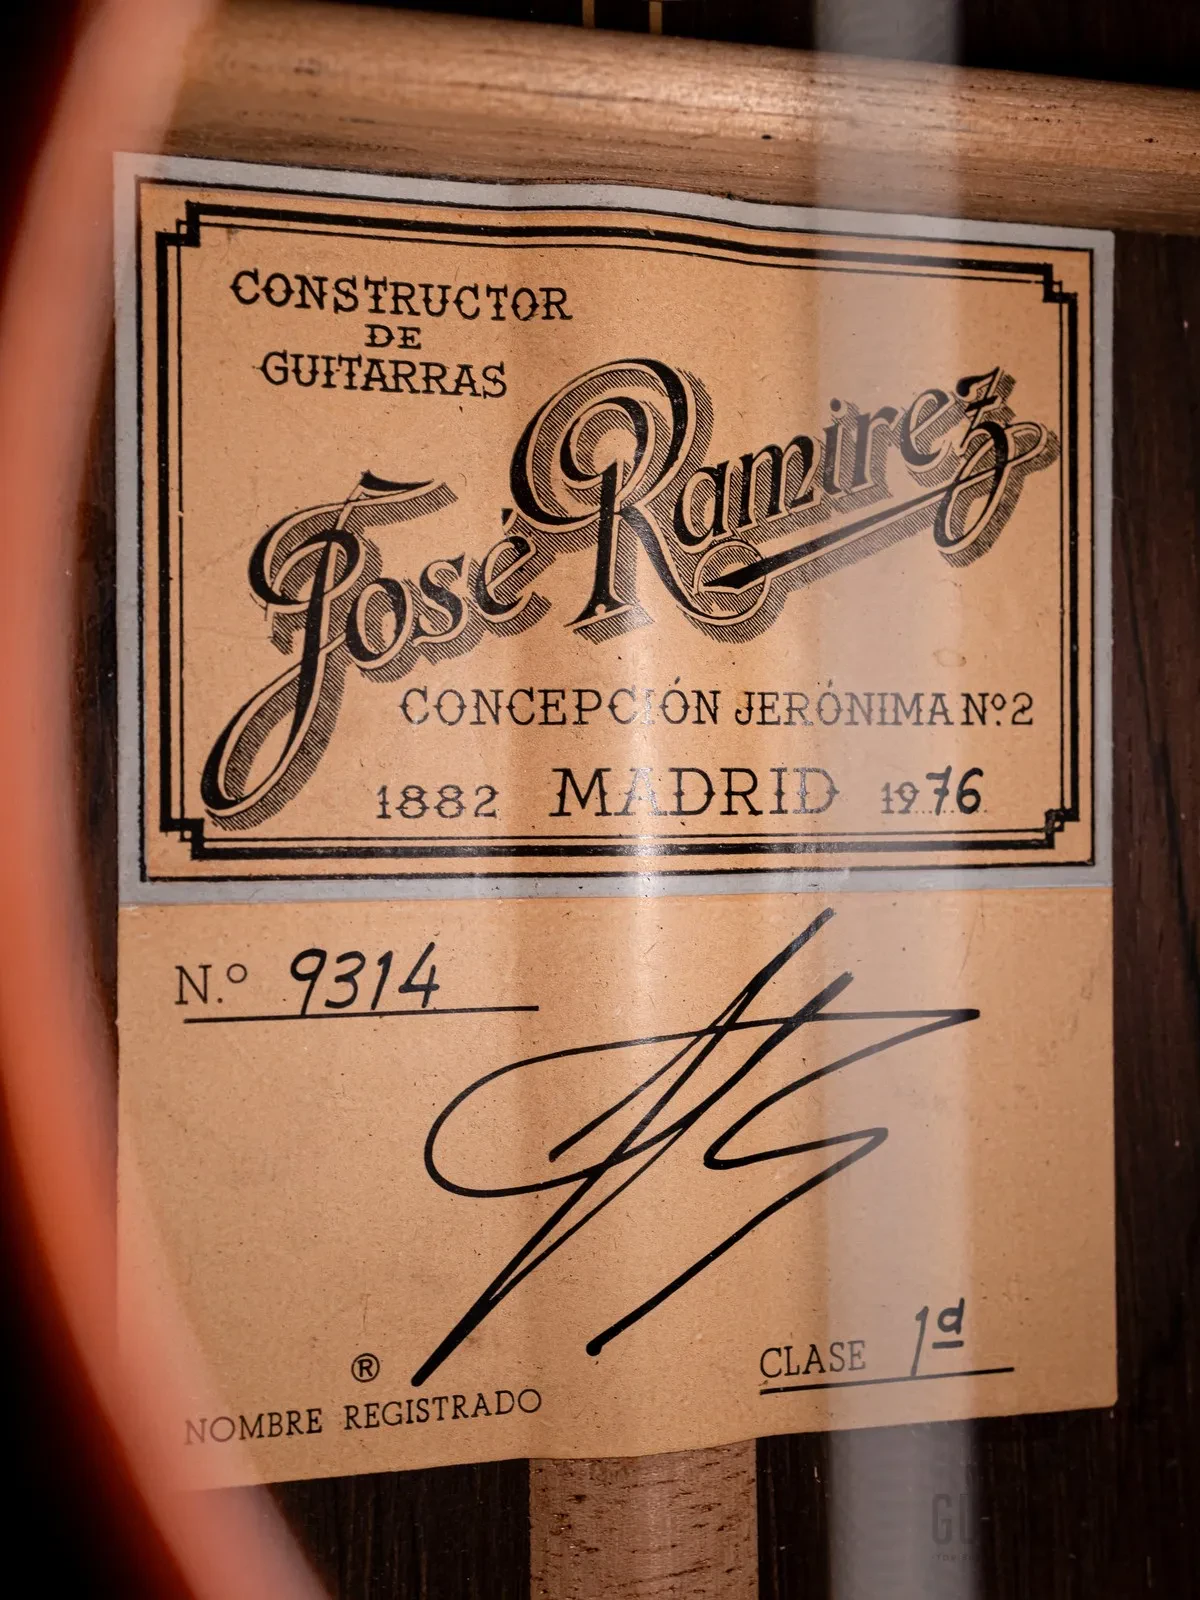 CONSTRUCTOR
DE
GUITARRAS
José Ramirez
CONCEPCIÓN JERÓNIMA Nº.2
1882 MADRID 1976
N.º 9314
CLASE 1ª
®
NOMBRE REGISTRADO